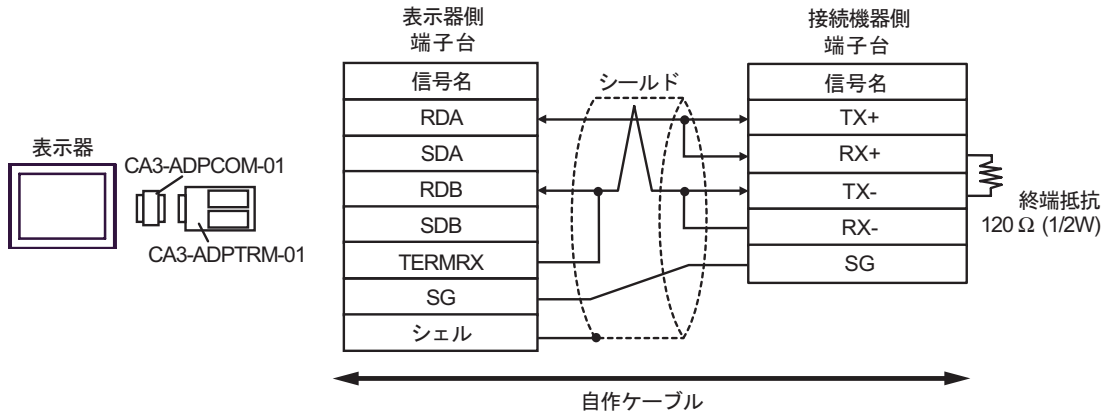 表示器側
端子台
接続機器側
端子台
信号名
シールド
信号名
RDA
TX+
SDA
RX+
RDB
TX-
SDB
RX-
TERMRX
SG
SG
シェル
表示器
CA3-ADPCOM-01
CA3-ADPTRM-01
終端抵抗
120 Ω (1/2W)
自作ケーブル